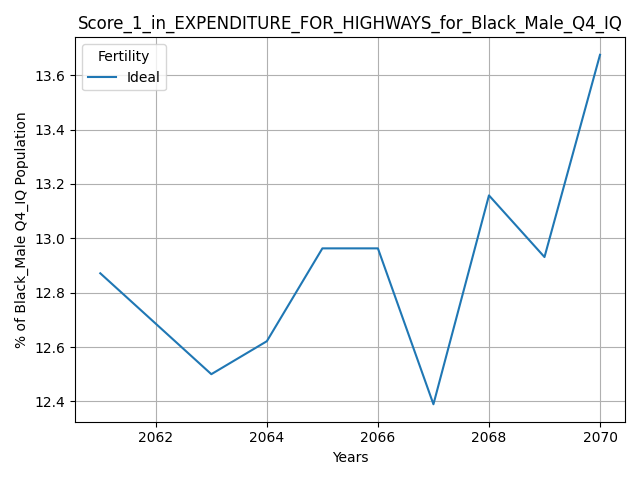 Score_1_in_EXPENDITURE_FOR_HIGHWAYS_for_Black_Male_Q4_IQ
Fertility
Ideal
% of Black_Male Q4_IQ Population
13.6
13.4
13.2
13.0
12.8
12.6
12.4
2062 2064 2066 2068 2070
Years